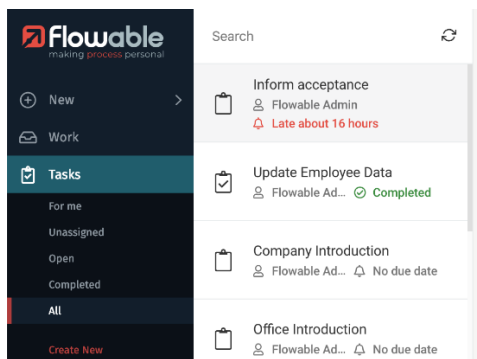 Flowable
making process personal
New
Work
Tasks
For me
Unassigned
Open
Completed
All
Create New
Search
Inform acceptance
Flowable Admin
Late about 16 hours
Update Employee Data
Flowable Ad... Completed
Company Introduction
Flowable Ad... No due date
Office Introduction
Flowable Ad... No due date